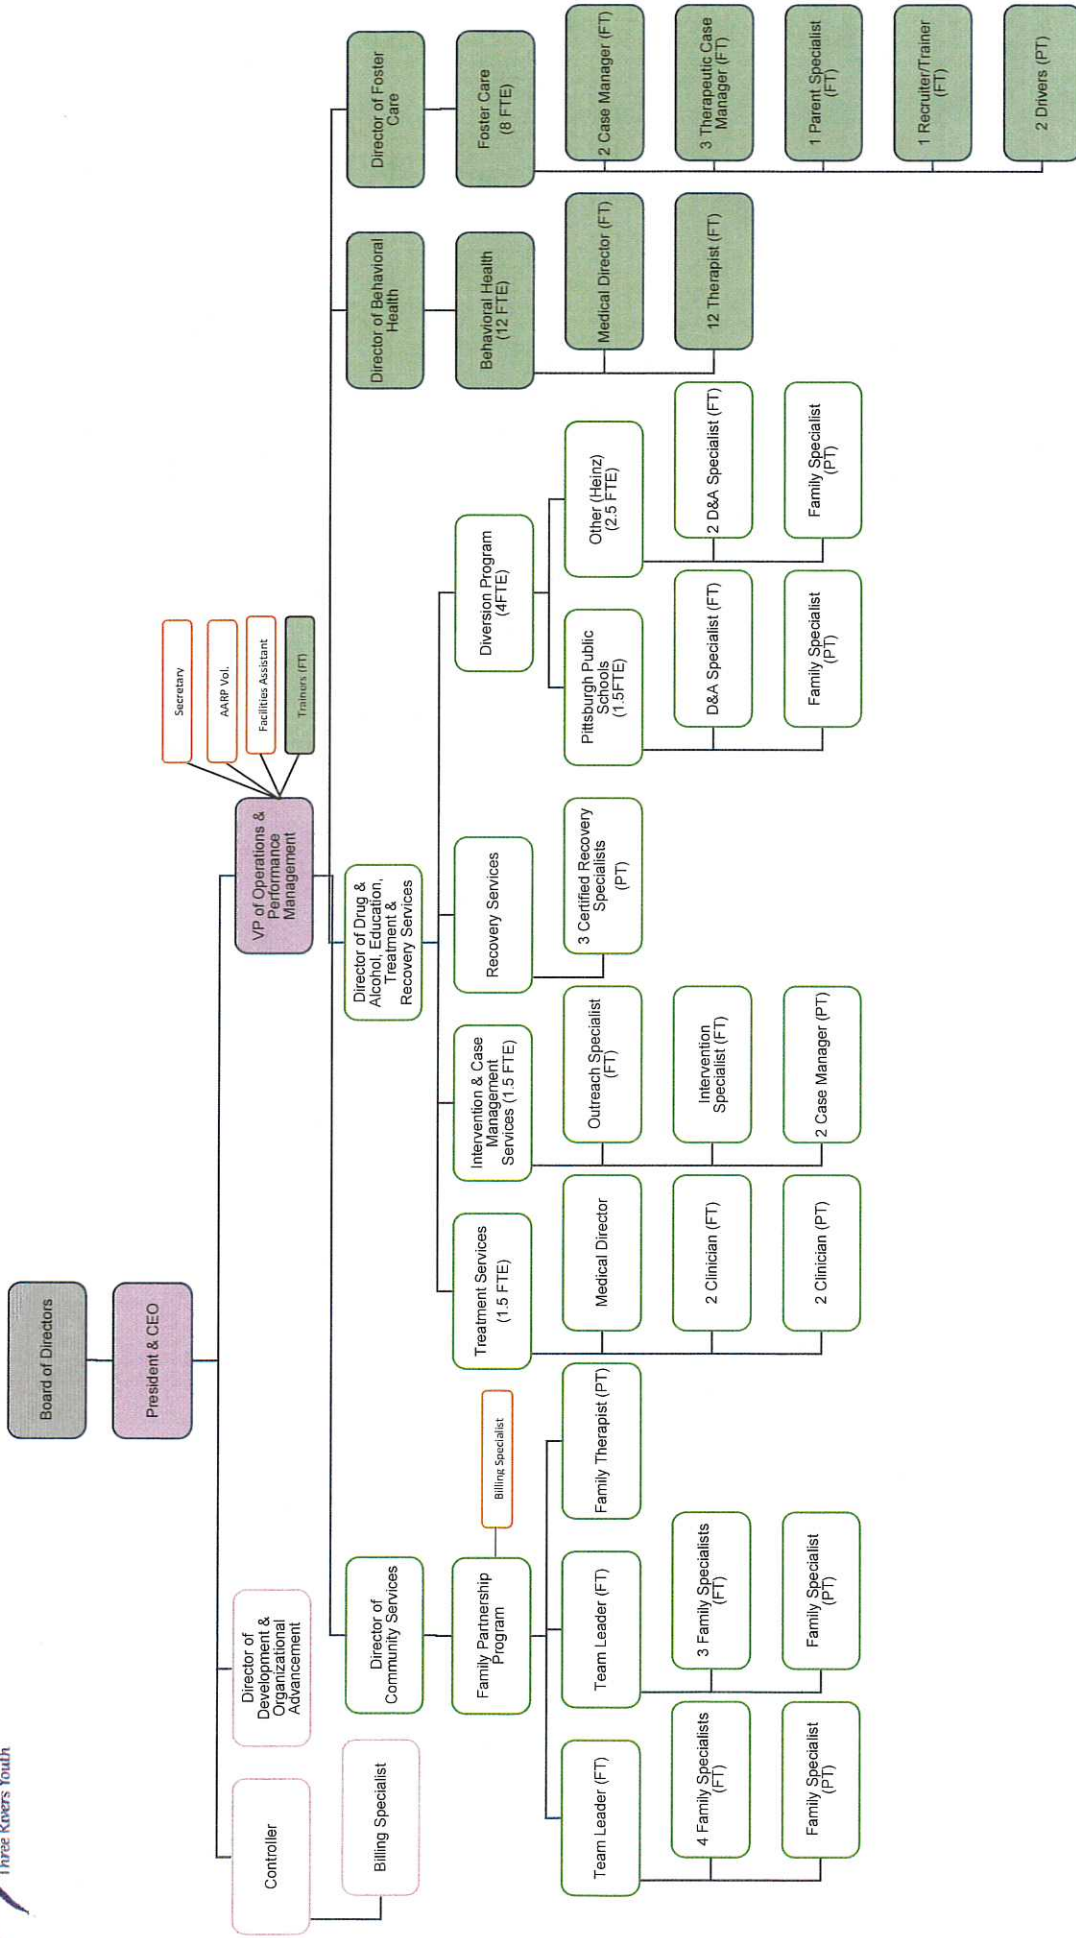 Three Rivers Youth
Board of Directors
President & CEO
Controller
Billing Specialist
Director of
Development &
Organizational
Advancement
VP of Operations &
Performance
Management
Secretary
AARP Vol.
Facilities Assistant
Trainers (FT)
Director of
Community Services
Family Partnership
Program
Billing Specialist
Team Leader (FT)
4 Family Specialists
(FT)
Family Specialist
(PT)
Team Leader (FT)
3 Family Specialists
(FT)
Family Specialist
(PT)
Family Therapist (PT)
Director of Drug &
Alcohol, Education,
Treatment &
Recovery Services
Treatment Services
(1.5 FTE)
Medical Director
2 Clinician (FT)
2 Clinician (PT)
Intervention & Case
Management
Services (1.5 FTE)
Outreach Specialist
(FT)
Intervention
Specialist (FT)
2 Case Manager (PT)
Recovery Services
3 Certified Recovery
Specialists
(PT)
Diversion Program
(4FTE)
Pittsburgh Public
Schools
(1.5FTE)
D&A Specialist (FT)
Family Specialist
(PT)
Other (Heinz)
(2.5 FTE)
2 D&A Specialist (FT)
Family Specialist
(PT)
Director of Behavioral
Health
Behavioral Health
(12 FTE)
Medical Director (FT)
12 Therapist (FT)
Director of Foster
Care
Foster Care
(8 FTE)
2 Case Manager (FT)
3 Therapeutic Case
Manager (FT)
1 Parent Specialist
(FT)
1 Recruiter/Trainer
(FT)
2 Drivers (PT)